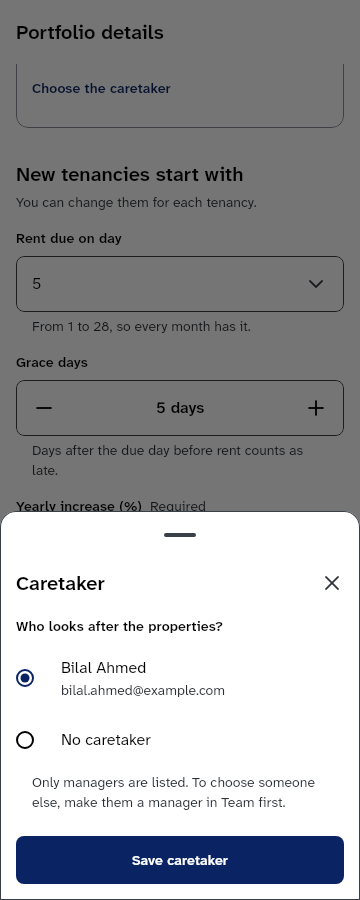 Portfolio details
Choose the caretaker
New tenancies start with
You can change them for each tenancy.
Rent due on day
5
From 1 to 28, so every month has it.
Grace days
5 days
Days after the due day before rent counts as
late.
Yearly increase (%) Required
Caretaker
Who looks after the properties?
Bilal Ahmed
bilal.ahmed@example.com
No caretaker
Only managers are listed. To choose someone
else, make them a manager in Team first.
Save caretaker